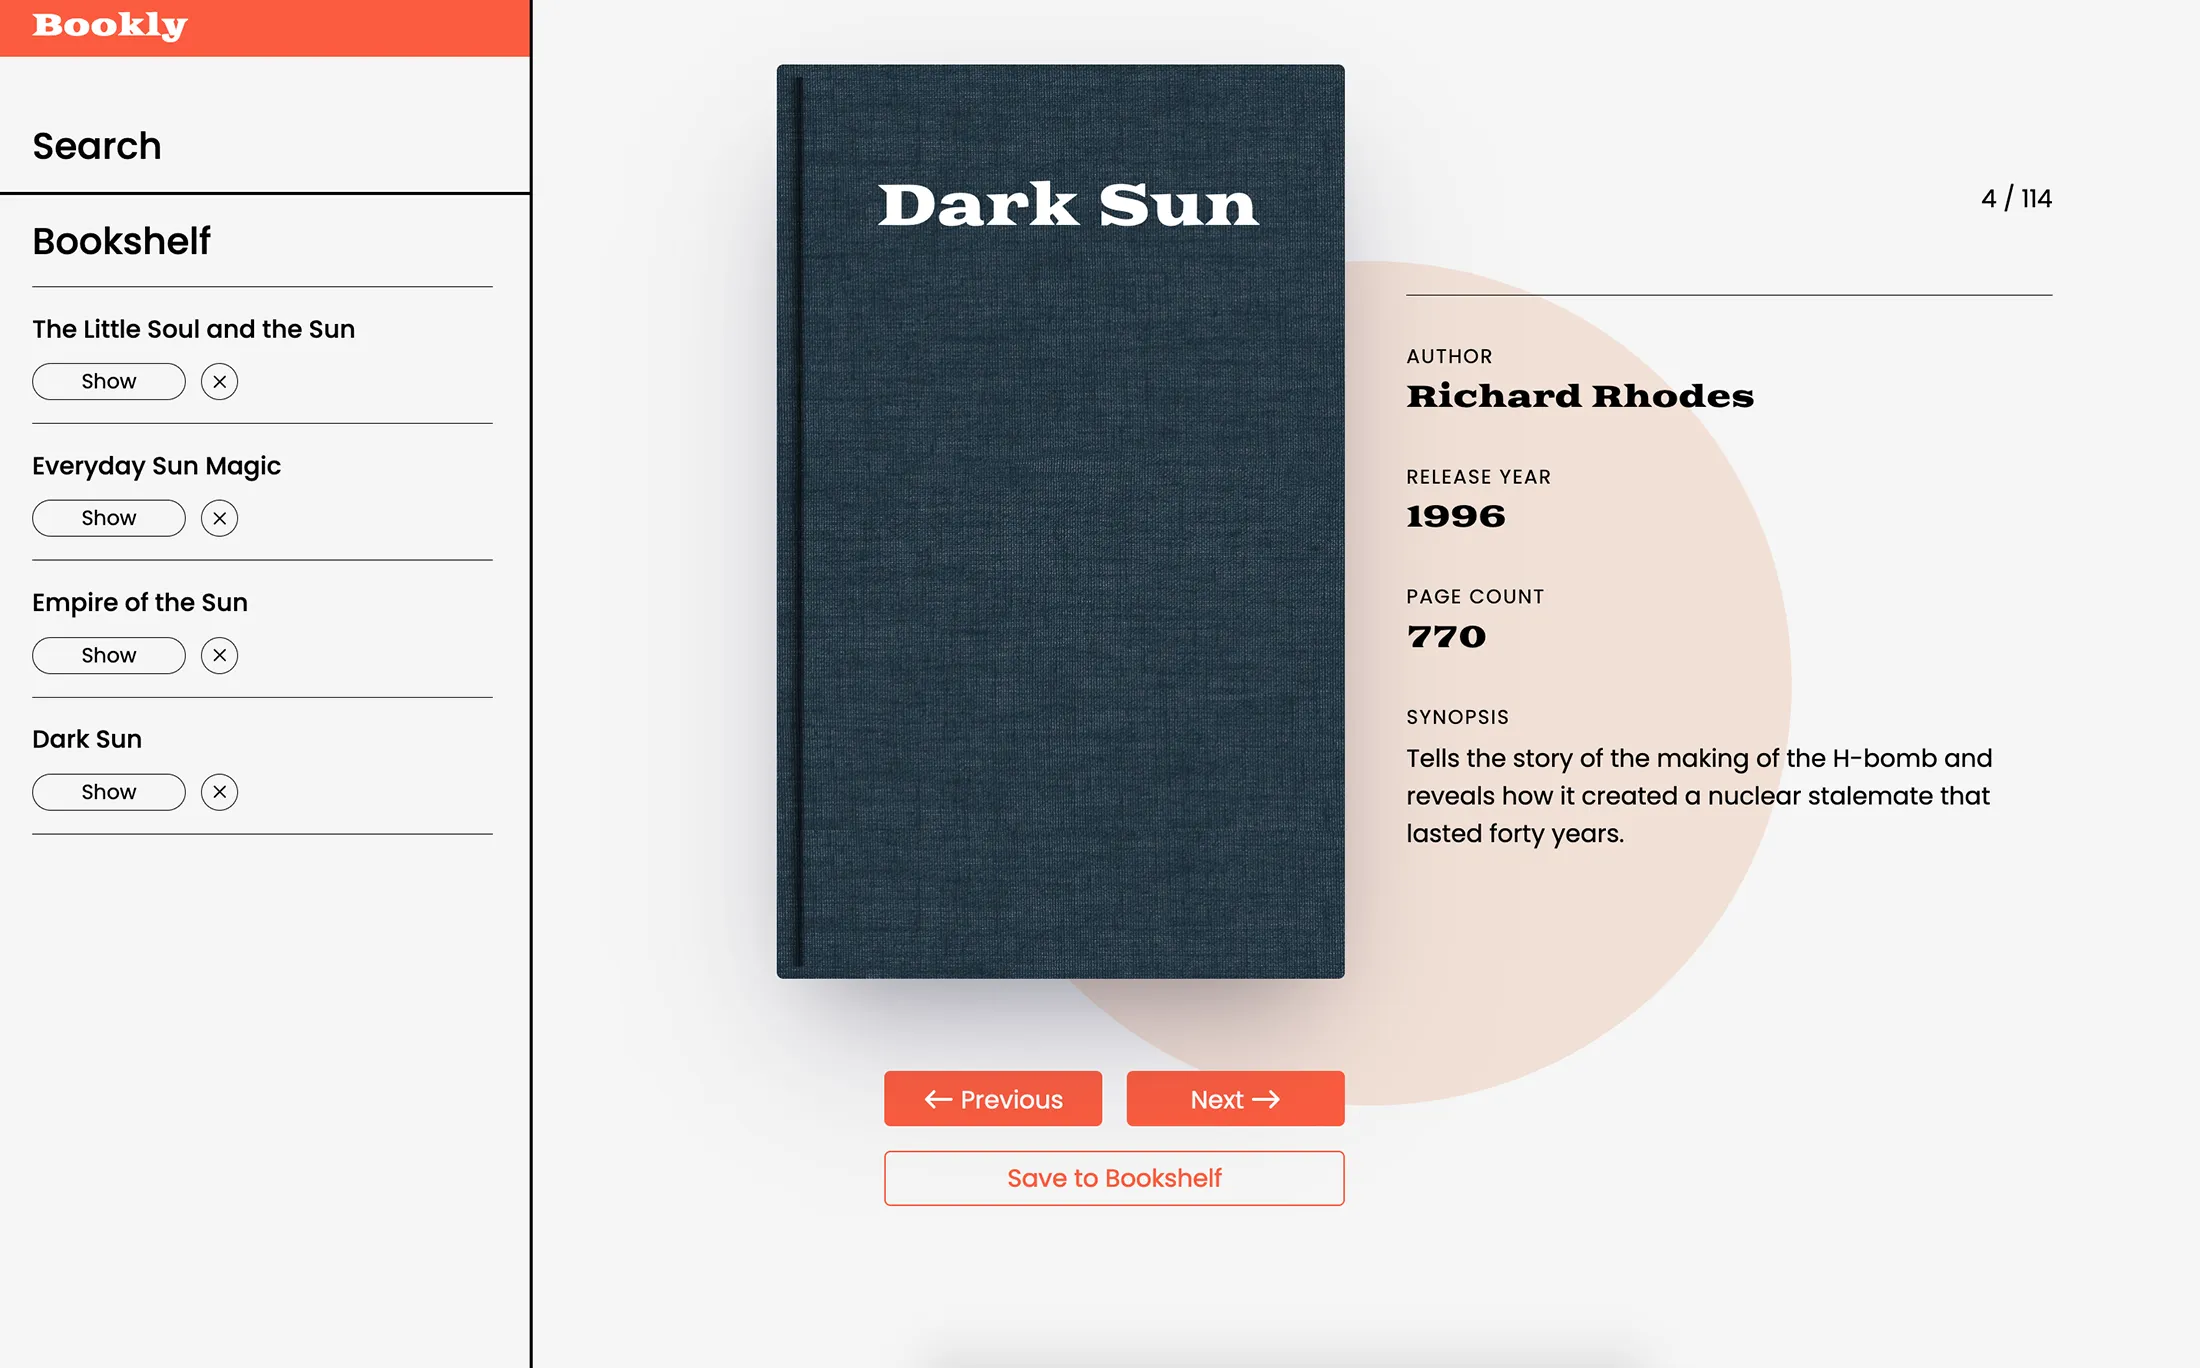 Bookly
Search
Bookshelf
The Little Soul and the Sun
Show
Everyday Sun Magic
Show
Empire of the Sun
Show
Dark Sun
Show
Dark Sun
← Previous
Next →
Save to Bookshelf
4 / 114
AUTHOR
Richard Rhodes
RELEASE YEAR
1996
PAGE COUNT
770
SYNOPSIS
Tells the story of the making of the H-bomb and
reveals how it created a nuclear stalemate that
lasted forty years.